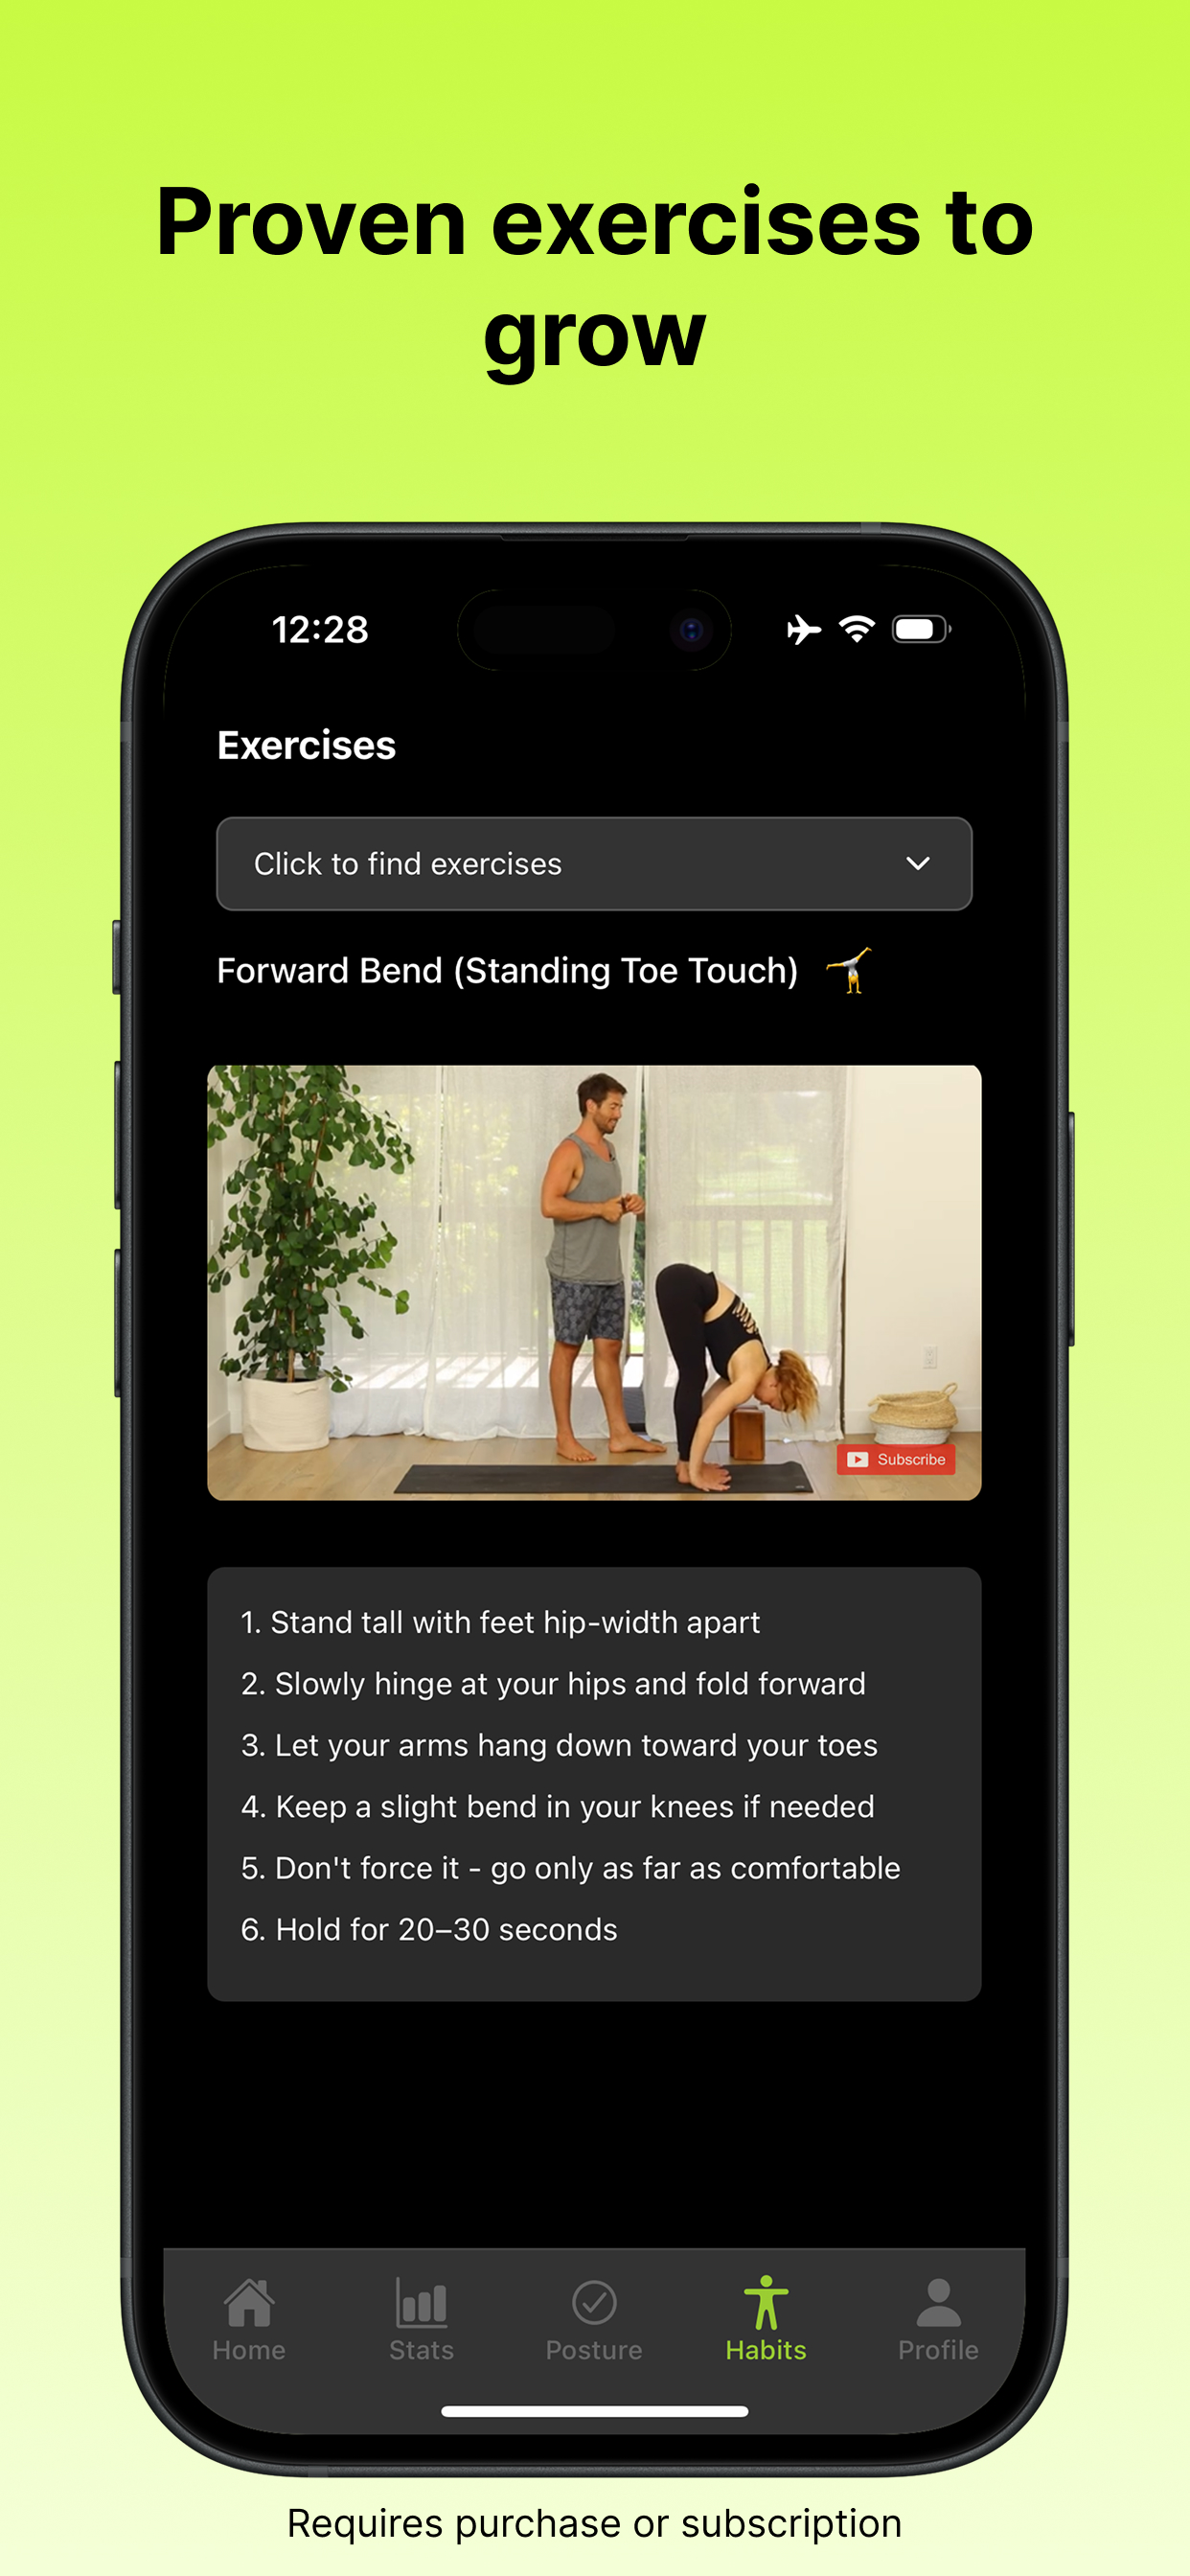 Proven exercises to
grow
12:28
Exercises
Click to find exercises
Forward Bend (Standing Toe Touch)
Subscribe
1. Stand tall with feet hip-width apart
2. Slowly hinge at your hips and fold forward
3. Let your arms hang down toward your toes
4. Keep a slight bend in your knees if needed
5. Don't force it - go only as far as comfortable
6. Hold for 20–30 seconds
Home Stats Posture Habits Profile
Requires purchase or subscription